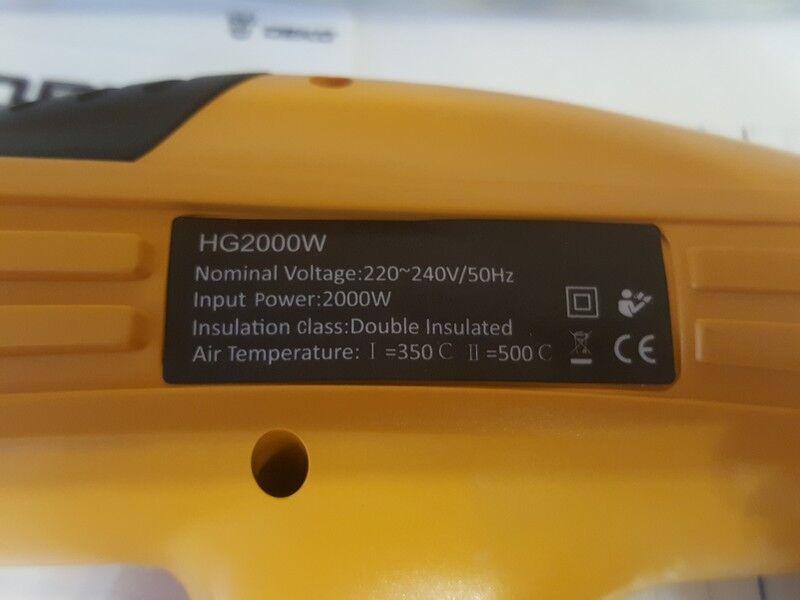 HG2000W
Nominal Voltage:220~240V/50Hz
Input Power:2000W
Insulation Class:Double Insulated
Air Temperature: Ⅰ=350 C Ⅱ=500 C
CE